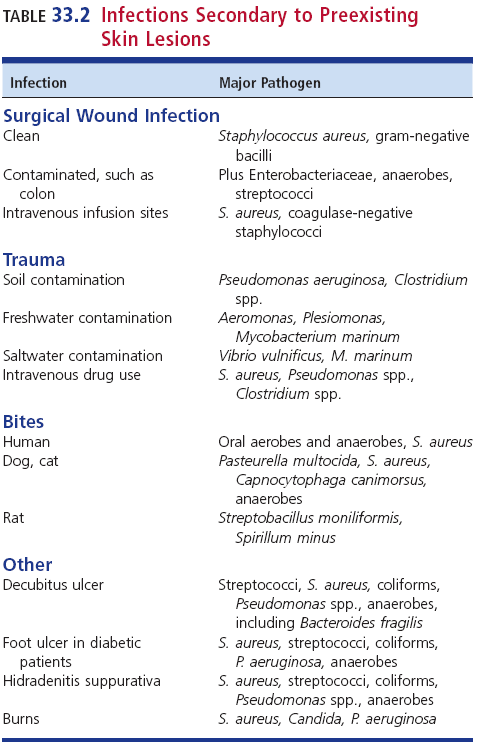 TABLE 33.2 Infections Secondary to Preexisting
Skin Lesions
Infection Major Pathogen
Surgical Wound Infection
Clean Staphylococcus aureus, gram-negative
bacilli
Contaminated, such as Plus Enterobacteriaceae, anaerobes,
colon streptococci
Intravenous infusion sites S. aureus, coagulase-negative
staphylococci
Trauma
Soil contamination Pseudomonas aeruginosa, Clostridium
spp.
Freshwater contamination Aeromonas, Plesiomonas,
Mycobacterium marinum
Saltwater contamination Vibrio vulnificus, M. marinum
Intravenous drug use S. aureus, Pseudomonas spp.,
Clostridium spp.
Bites
Human Oral aerobes and anaerobes, S. aureus
Dog, cat Pasteurella multocida, S. aureus,
Capnocytophaga canimorsus,
anaerobes
Rat Streptobacillus moniliformis,
Spirillum minus
Other
Decubitus ulcer Streptococci, S. aureus, coliforms,
Pseudomonas spp., anaerobes,
including Bacteroides fragilis
Foot ulcer in diabetic S. aureus, streptococci, coliforms,
patients P. aeruginosa, anaerobes
Hidradenitis suppurativa S. aureus, streptococci, coliforms,
Pseudomonas spp., anaerobes
Burns S. aureus, Candida, P. aeruginosa